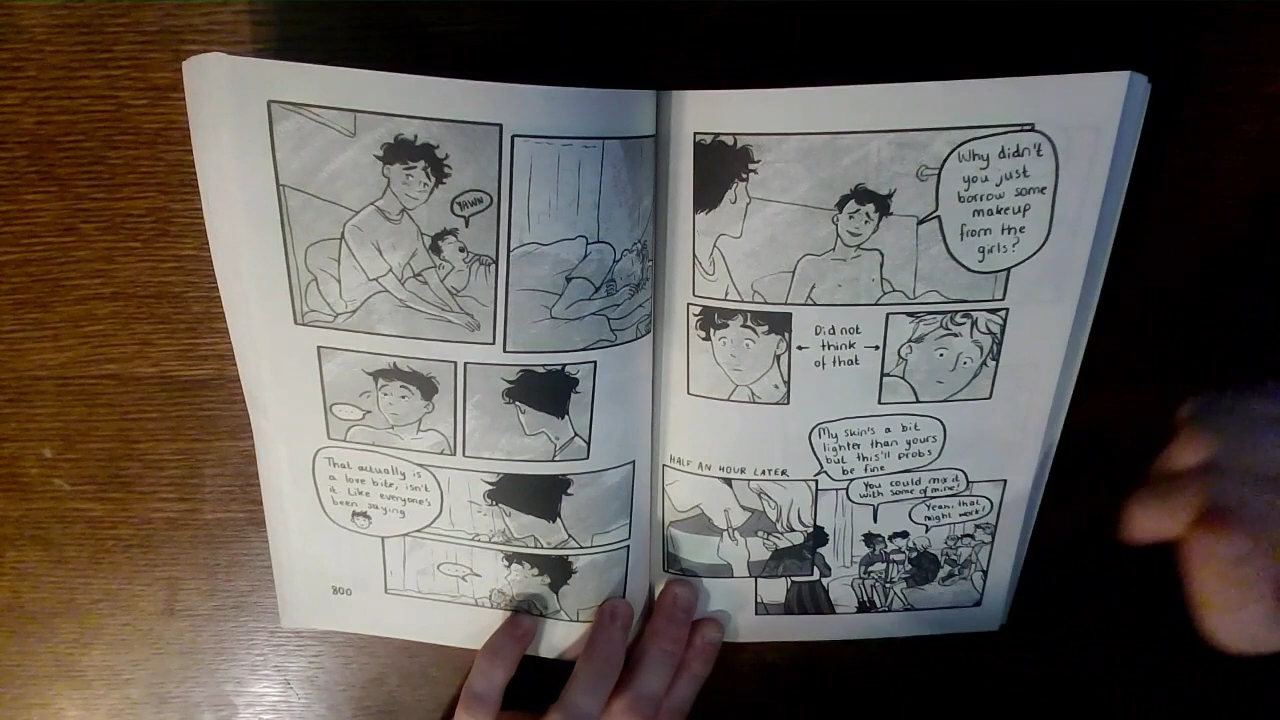 YAWN
...
That actually is
a love bite, isn't
it. Like everyone's
been saying
...
800
Why didn't
you just
borrow some
makeup
from the
girls?
Did not
think
of that
HALF AN HOUR LATER
My skin's a bit
lighter than yours
but this'll probs
be fine
You could mix it
with some of mine!
Yeah, that
might work!